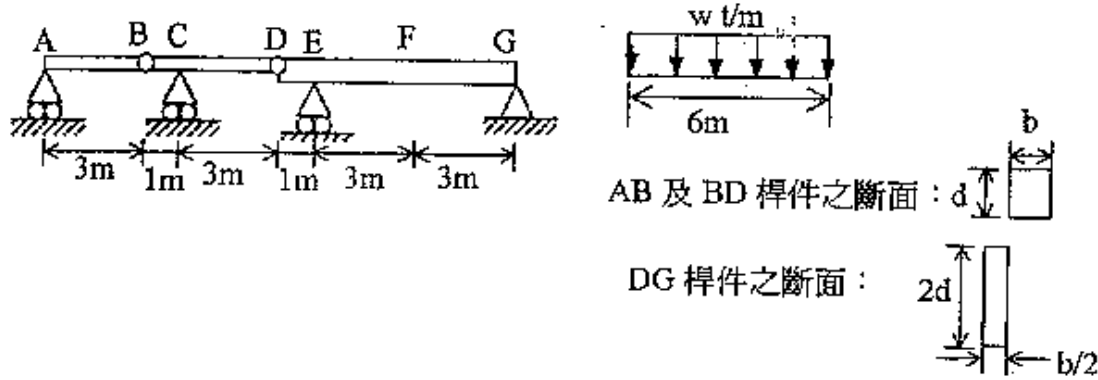 A B C D E F G
3m 1m 3m 1m 3m 3m
w t/m
6m
b
AB 及 BD 桿件之斷面：d
DG 桿件之斷面：
2d
b/2